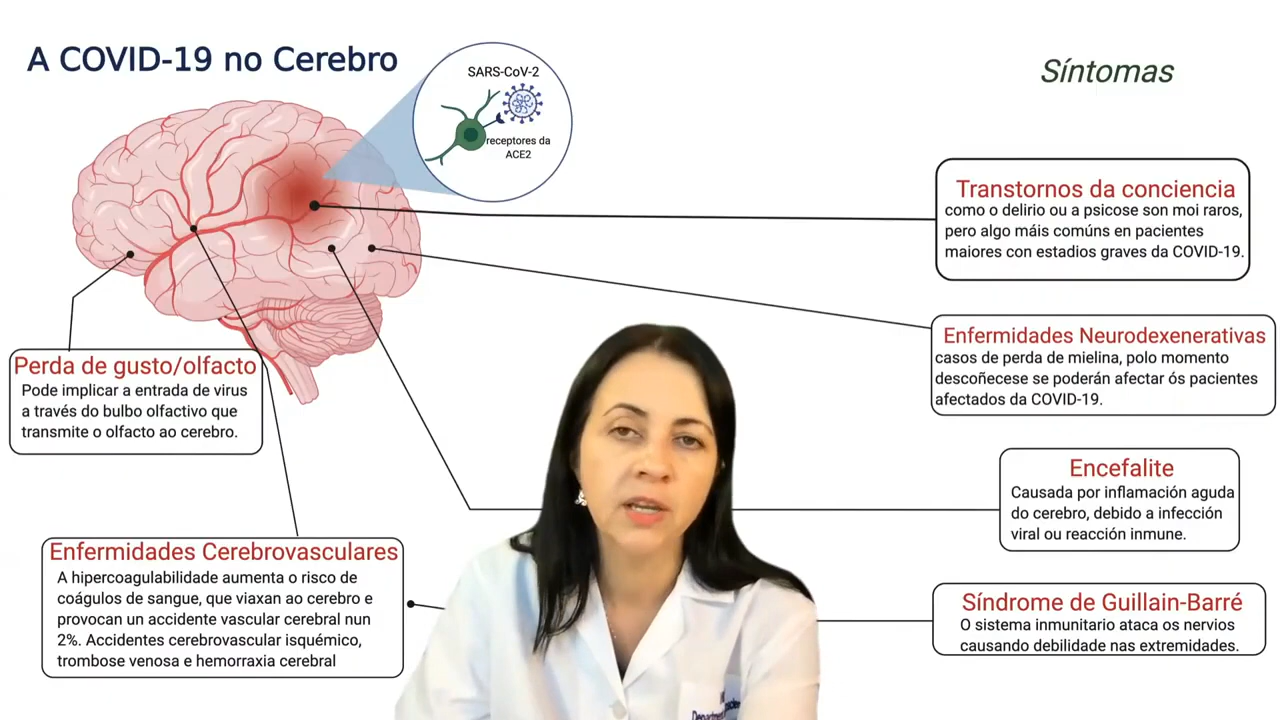 A COVID-19 no Cerebro
SARS-CoV-2
receptores da
ACE2
Síntomas
Transtornos da conciencia
como o delirio ou a psicose son moi raros,
pero algo máis comúns en pacientes
maiores con estadios graves da COVID-19.
Enfermidades Neurodexenerativas
casos de perda de mielina, polo momento
descoñecese se poderán afectar ós pacientes
afectados da COVID-19.
Perda de gusto/olfacto
Pode implicar a entrada de virus
a través do bulbo olfactivo que
transmite o olfacto ao cerebro.
Encefalite
Causada por inflamación aguda
do cerebro, debido a infección
viral ou reacción inmune.
Enfermidades Cerebrovasculares
A hipercoagulabilidade aumenta o risco de
coágulos de sangue, que viaxan ao cerebro e
provocan un accidente vascular cerebral nun
2%. Accidentes cerebrovascular isquémico,
trombose venosa e hemorraxia cerebral
Síndrome de Guillain-Barré
O sistema inmunitario ataca os nervios
causando debilidade nas extremidades.